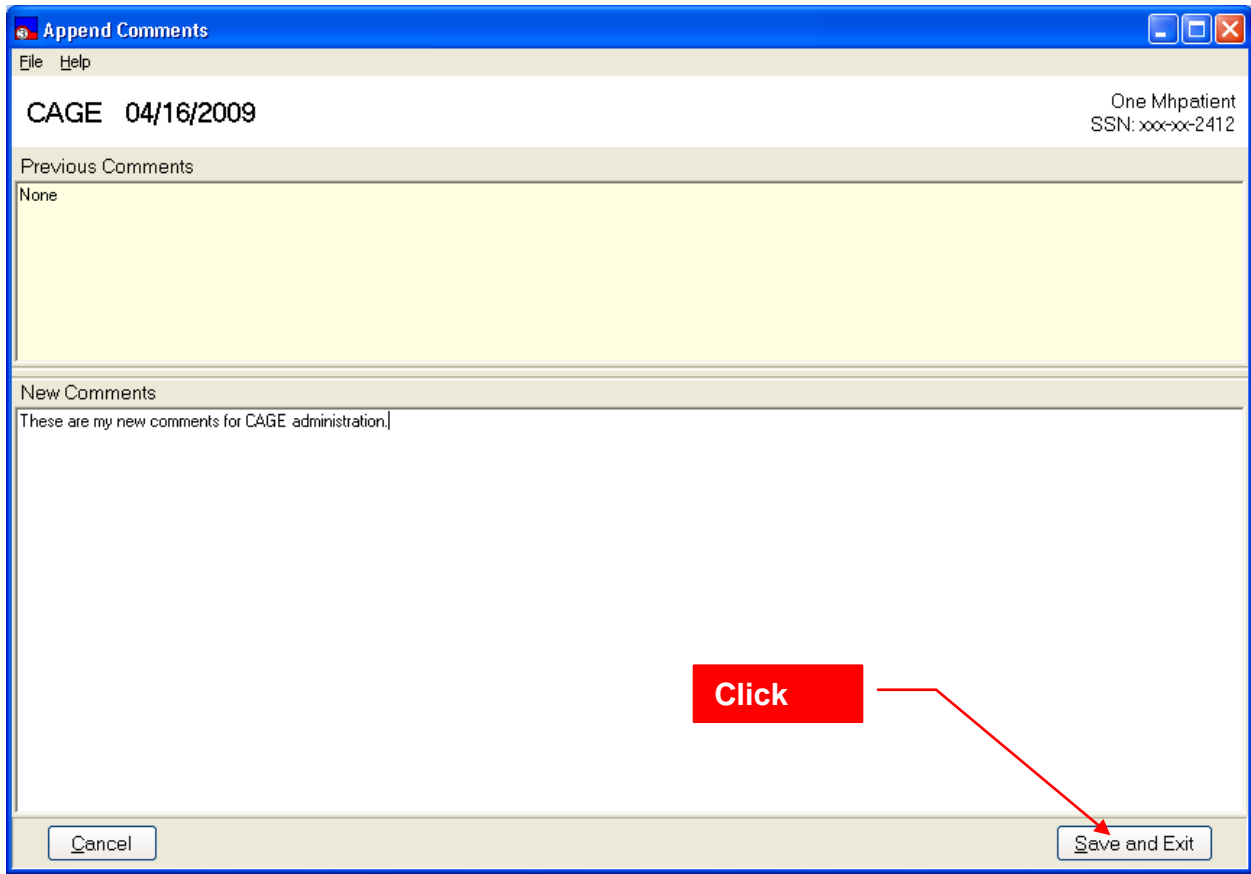 Append Comments
File Help
CAGE 04/16/2009
One Mhpatient
SSN: xxx-xx-2412
Previous Comments
None
New Comments
These are my new comments for CAGE administration.
Click
Cancel
Save and Exit